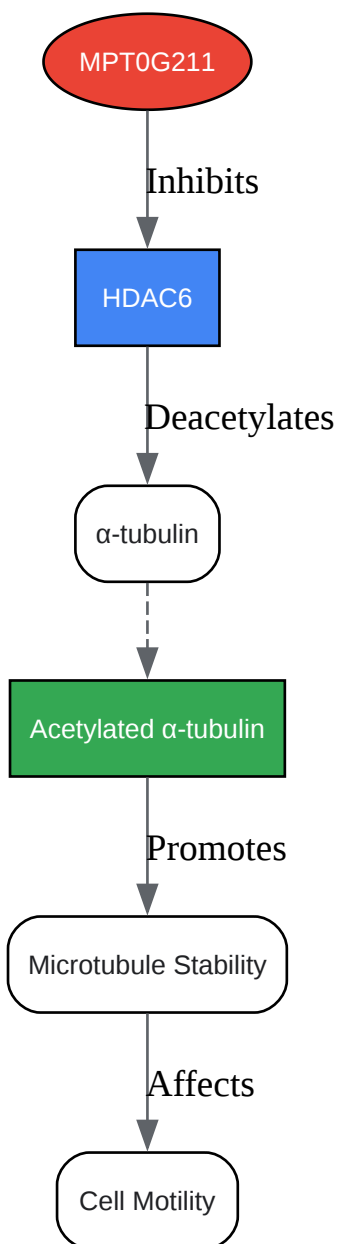 MPT0G211
Inhibits
HDAC6
Deacetylates
α-tubulin
Acetylated α-tubulin
Promotes
Microtubule Stability
Affects
Cell Motility